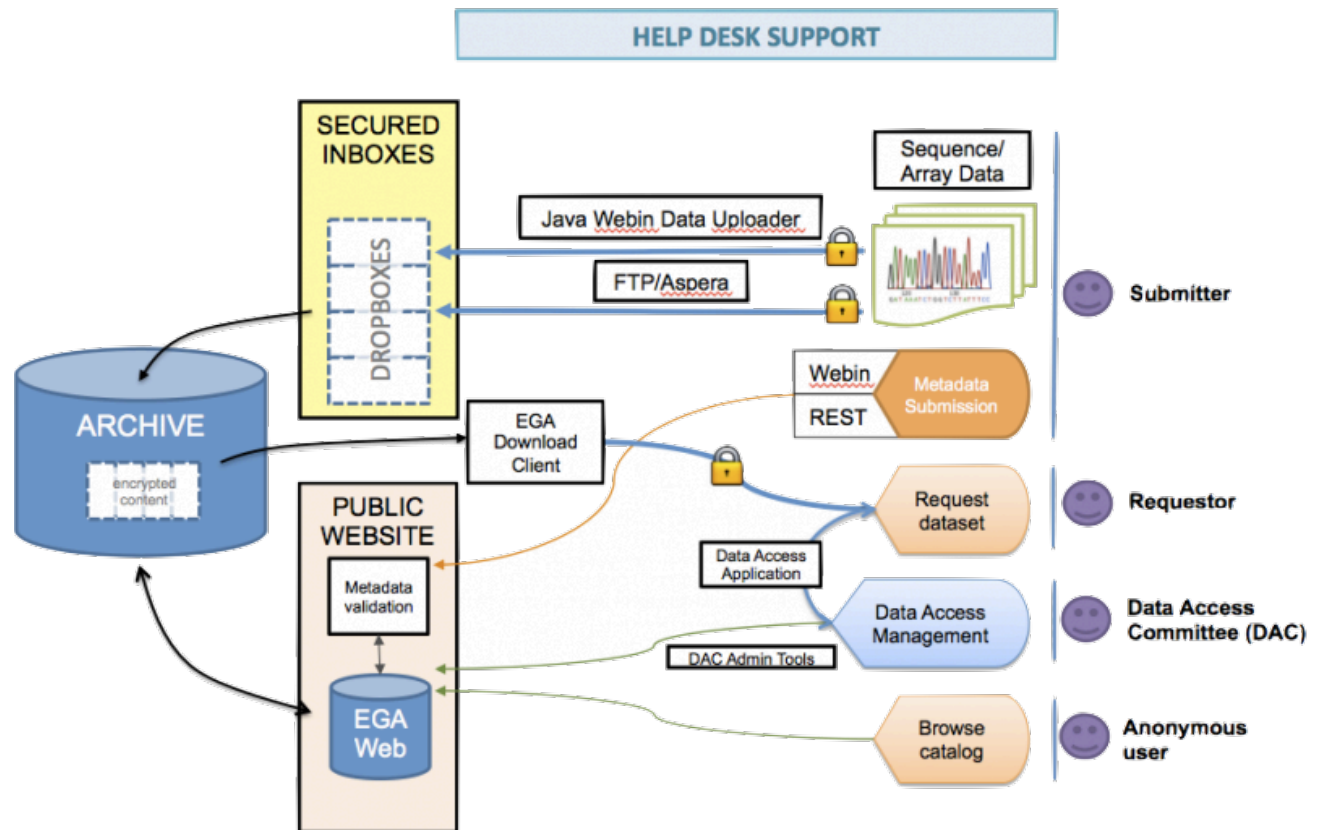 HELP DESK SUPPORT
SECURED
INBOXES
DROPBOXES
Java Webin Data Uploader
FTP/Aspera
Sequence/
Array Data
Submitter
Webin
REST
Metadata
Submission
ARCHIVE
encrypted
content
EGA
Download
Client
PUBLIC
WEBSITE
Metadata
validation
EGA
Web
Request
dataset
Requestor
Data Access
Application
Data Access
Management
DAC Admin Tools
Data Access
Committee (DAC)
Browse
catalog
Anonymous
user